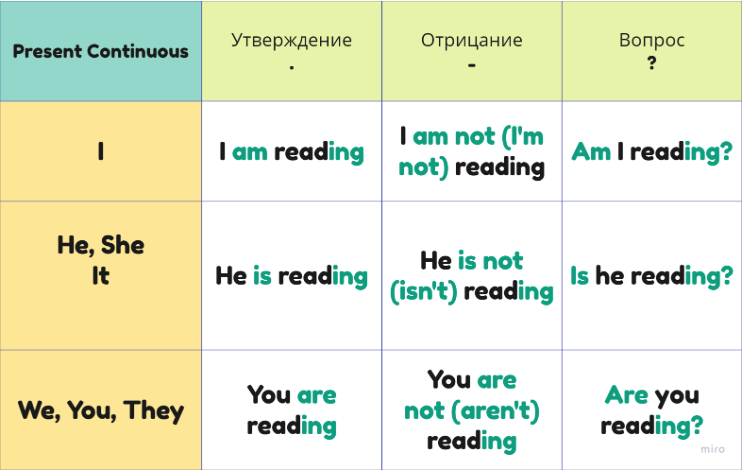 Present Continuous
Утверждение
.
Отрицание
-
Вопрос
?
I
I am reading
I am not (I'm
not) reading
Am I reading?
He, She
It
He is reading
He is not
(isn't) reading
Is he reading?
We, You, They
You are
reading
You are
not (aren't)
reading
Are you
reading?
miro